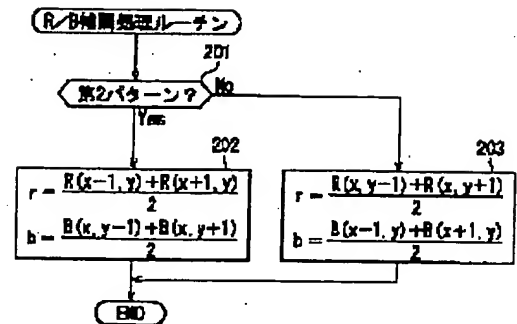 R/B補間処理ルーチン
201
第2パターン?
No
Yes
202
r = R(x-1, y)+R(x+1, y) / 2
b = B(x, y-1)+B(x, y+1) / 2
203
r = R(x, y-1)+R(x, y+1) / 2
b = B(x-1, y)+B(x+1, y) / 2
END